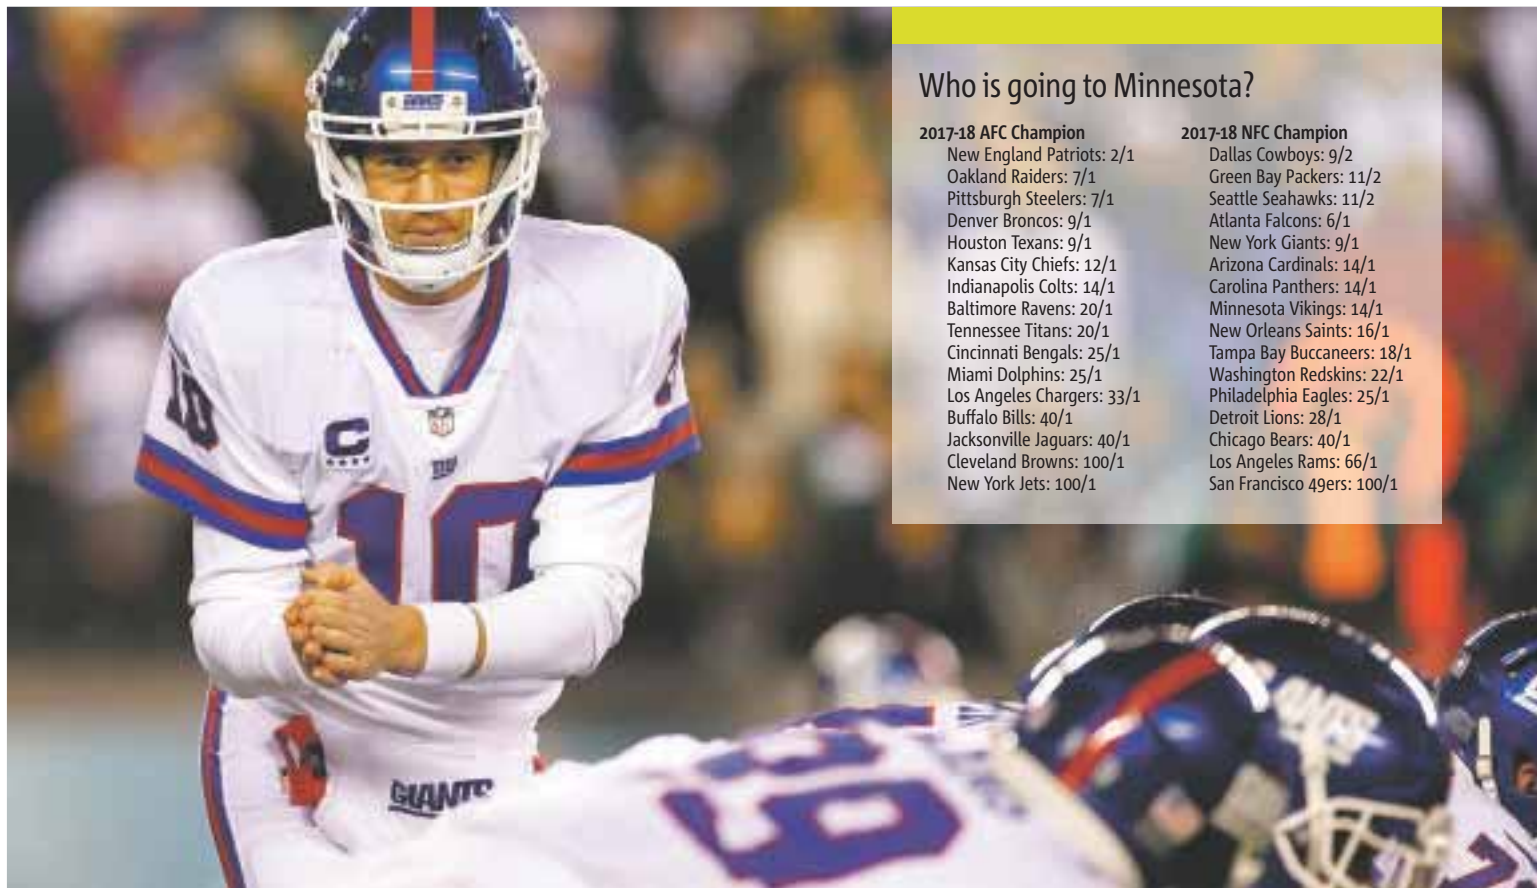 Who is going to Minnesota?
2017-18 AFC Champion
New England Patriots: 2/1
Oakland Raiders: 7/1
Pittsburgh Steelers: 7/1
Denver Broncos: 9/1
Houston Texans: 9/1
Kansas City Chiefs: 12/1
Indianapolis Colts: 14/1
Baltimore Ravens: 20/1
Tennessee Titans: 20/1
Cincinnati Bengals: 25/1
Miami Dolphins: 25/1
Los Angeles Chargers: 33/1
Buffalo Bills: 40/1
Jacksonville Jaguars: 40/1
Cleveland Browns: 100/1
New York Jets: 100/1
2017-18 NFC Champion
Dallas Cowboys: 9/2
Green Bay Packers: 11/2
Seattle Seahawks: 11/2
Atlanta Falcons: 6/1
New York Giants: 9/1
Arizona Cardinals: 14/1
Carolina Panthers: 14/1
Minnesota Vikings: 14/1
New Orleans Saints: 16/1
Tampa Bay Buccaneers: 18/1
Washington Redskins: 22/1
Philadelphia Eagles: 25/1
Detroit Lions: 28/1
Chicago Bears: 40/1
Los Angeles Rams: 66/1
San Francisco 49ers: 100/1
GIANTS
10
C
NFL
ny
10
GIANTS
GIANTS